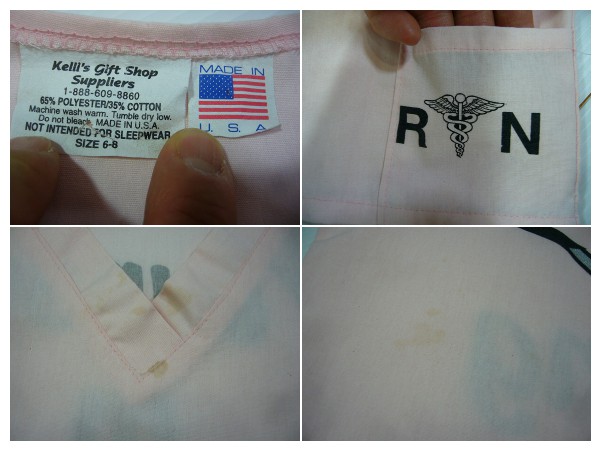 Kelli's Gift Shop
Suppliers
1-888-609-8860
65% POLYESTER/35% COTTON
Machine wash warm. Tumble dry low.
Do not bleach. MADE IN U.S.A.
NOT INTENDED FOR SLEEPWEAR
SIZE 6-8
MADE IN
U. S. A
R N